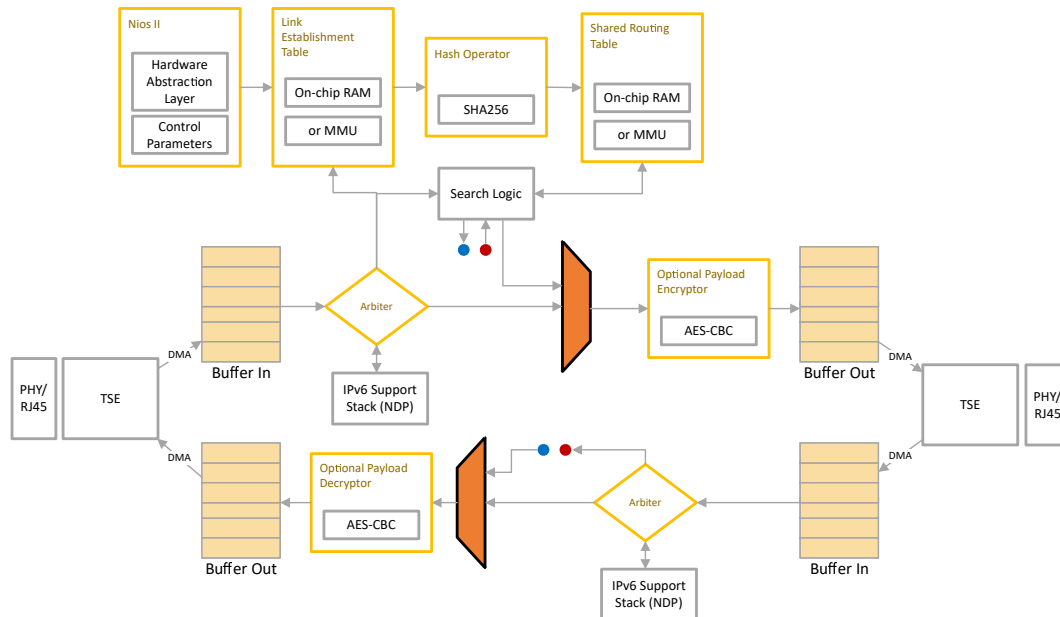 Nios II
Hardware
Abstraction
Layer
Control
Parameters
Link
Establishment
Table
On-chip RAM
or MMU
Hash Operator
SHA256
Shared Routing
Table
On-chip RAM
or MMU
Search Logic
Arbiter
Optional Payload
Encryptor
AES-CBC
DMA
Buffer In
IPv6 Support
Stack (NDP)
Buffer Out
DMA
PHY/
RJ45
TSE
TSE
PHY/
RJ45
DMA
Optional Payload
Decryptor
AES-CBC
Arbiter
DMA
Buffer Out
IPv6 Support
Stack (NDP)
Buffer In